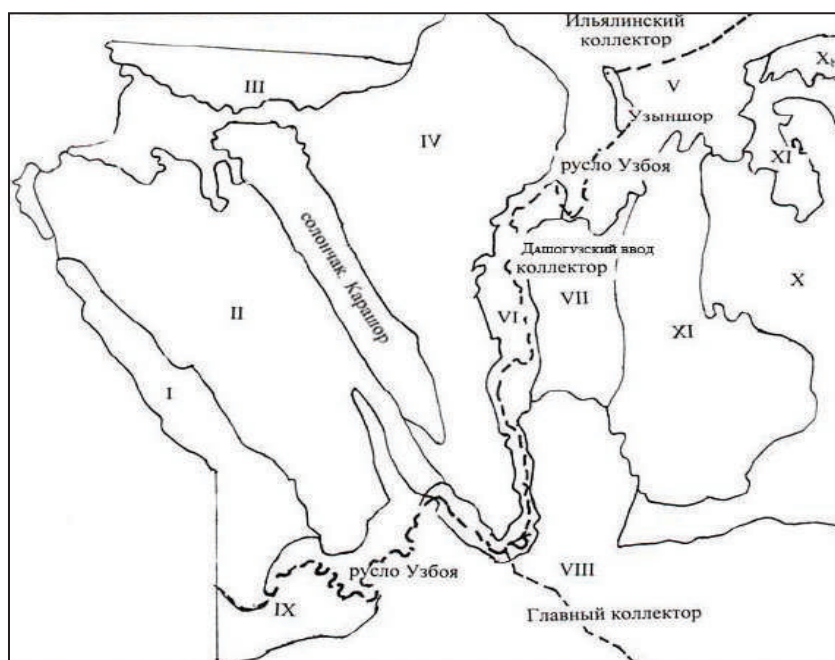 Ильялинский
коллектор
III
V
X₈
Узыншор
IV
XI
русло Узбоя
солончак. Карашор
Дашогузский ввод
коллектор
II
VII
X
VI
XI
I
русло Узбоя
VIII
IX
Главный коллектор